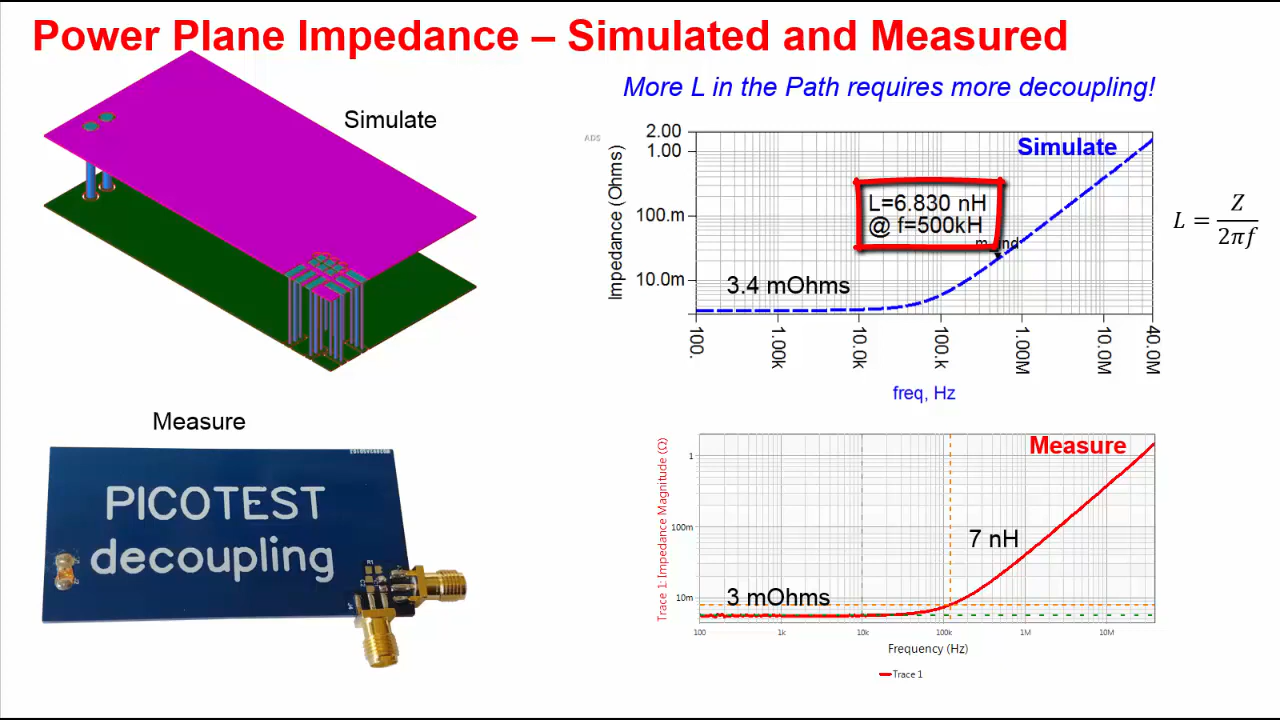 Power Plane Impedance – Simulated and Measured
Simulate
More L in the Path requires more decoupling!
ADS
Impedance (Ohms)
2.00
1.00
100.m
10.0m
Simulate
L=6.830 nH
@ f=500kH
3.4 mOhms
100.
1.00k
10.0k
100.k
1.00M
10.0M
40.0M
freq, Hz
L = Z / 2πf
Measure
PICOTEST
decoupling
R1
Trace 1: Impedance Magnitude (Ω)
1
100m
10m
Measure
7 nH
3 mOhms
100
1k
10k
100k
1M
10M
Frequency (Hz)
Trace 1